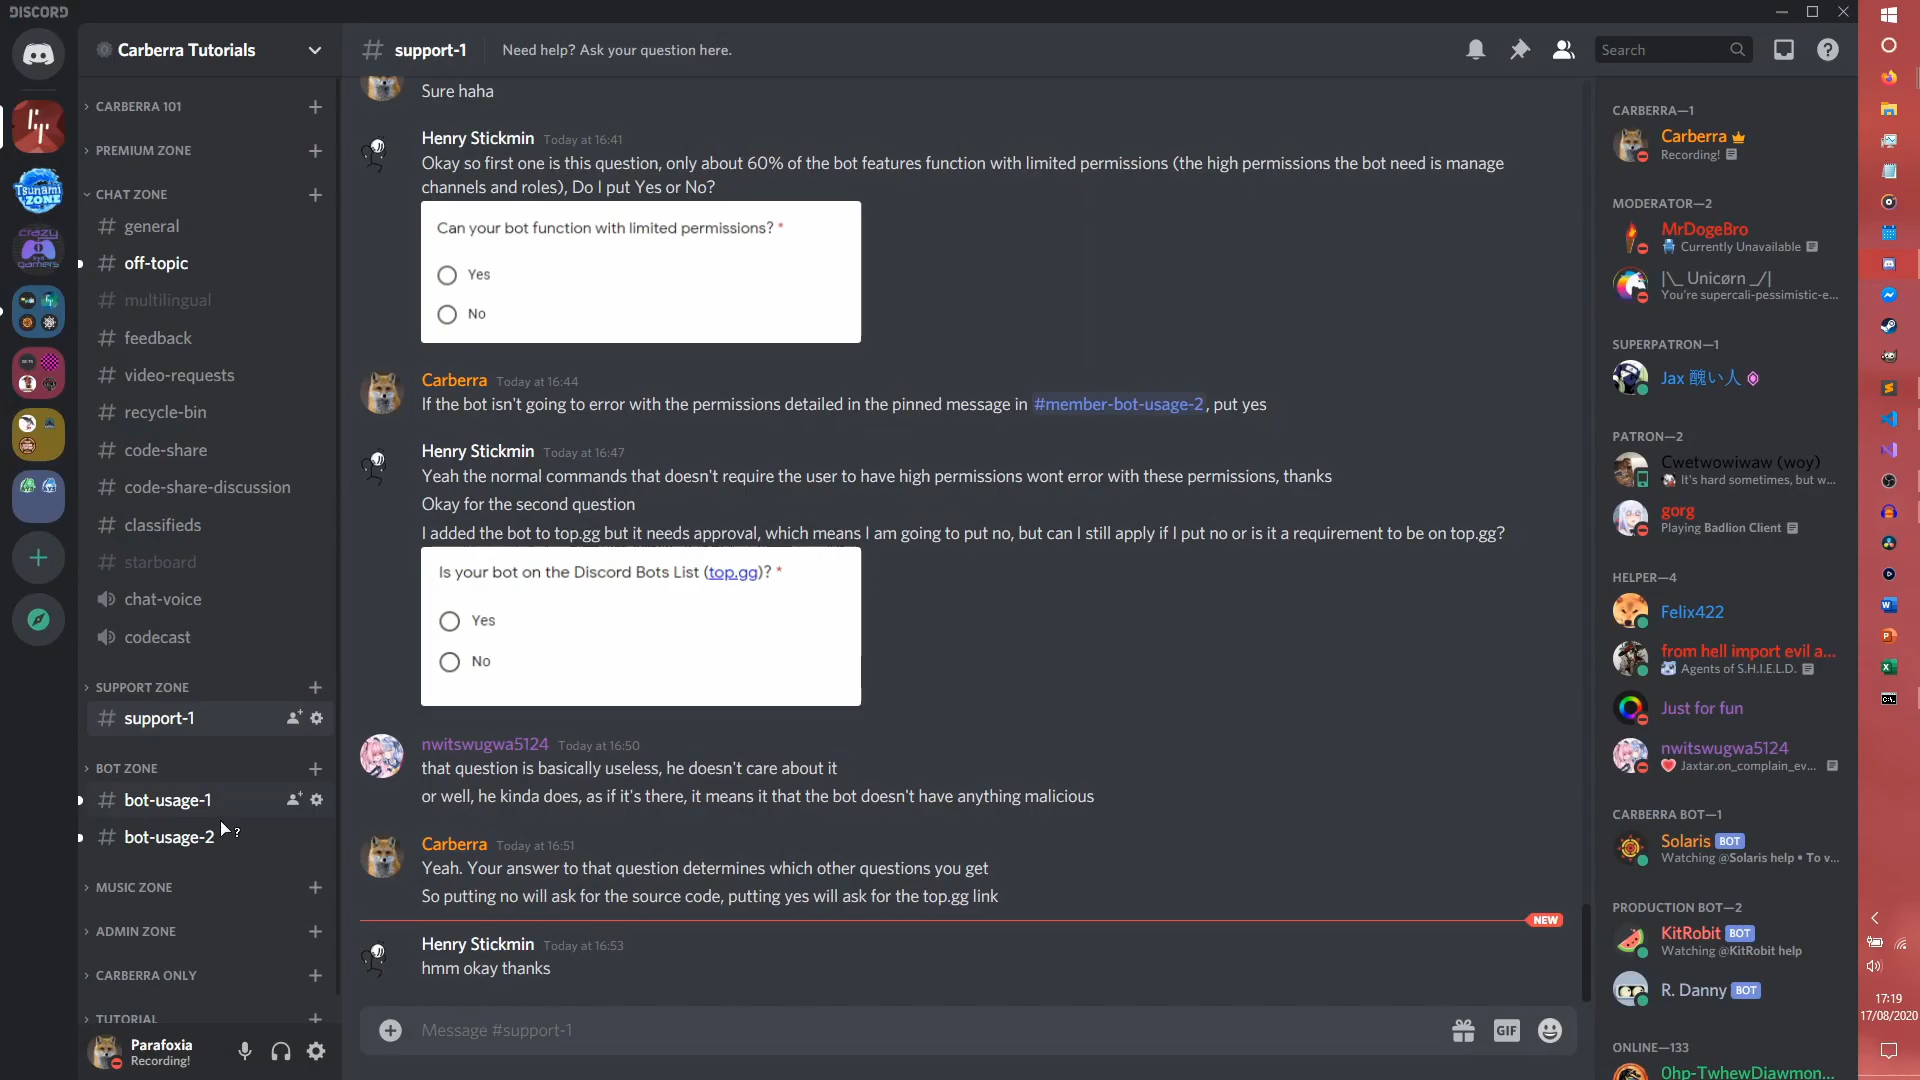 DISCORD
Carberra Tutorials
CARBERRA 101
PREMIUM ZONE
CHAT ZONE
general
off-topic
multilingual
feedback
video-requests
recycle-bin
code-share
code-share-discussion
classifieds
starboard
chat-voice
codecast
SUPPORT ZONE
support-1
BOT ZONE
bot-usage-1
bot-usage-2
MUSIC ZONE
ADMIN ZONE
CARBERRA ONLY
TUTORIAL
Parafoxia
Recording!
support-1
Need help? Ask your question here.
Search
Sure haha
Henry Stickmin Today at 16:41
Okay so first one is this question, only about 60% of the bot features function with limited permissions (the high permissions the bot need is manage
channels and roles), Do I put Yes or No?
Can your bot function with limited permissions? *
Yes
No
Carberra Today at 16:44
If the bot isn't going to error with the permissions detailed in the pinned message in #member-bot-usage-2, put yes
Henry Stickmin Today at 16:47
Yeah the normal commands that doesn't require the user to have high permissions wont error with these permissions, thanks
Okay for the second question
I added the bot to top.gg but it needs approval, which means I am going to put no, but can I still apply if I put no or is it a requirement to be on top.gg?
Is your bot on the Discord Bots List (top.gg)? *
Yes
No
nwitswugwa5124 Today at 16:50
that question is basically useless, he doesn't care about it
or well, he kinda does, as if it's there, it means it that the bot doesn't have anything malicious
Carberra Today at 16:51
Yeah. Your answer to that question determines which other questions you get
So putting no will ask for the source code, putting yes will ask for the top.gg link
NEW
Henry Stickmin Today at 16:53
hmm okay thanks
Message #support-1
GIF
CARBERRA—1
Carberra
Recording!
MODERATOR—2
MrDogeBro
Currently Unavailable
|\_ Unicørn _/|
You're supercali-pessimistic-e...
SUPERPATRON—1
Jax 醜い人
PATRON—2
Cwetwowiwaw (woy)
It's hard sometimes, but w...
gorg
Playing Badlion Client
HELPER—4
Felix422
from hell import evil a...
Agents of S.H.I.E.L.D.
Just for fun
nwitswugwa5124
Jaxtar.on_complain_ev...
CARBERRA BOT—1
Solaris BOT
Watching @Solaris help • To v...
PRODUCTION BOT—2
KitRobit BOT
Watching @KitRobit help
R. Danny BOT
ONLINE—133
0hp-TwhewDiawmon...
17:19
17/08/2020